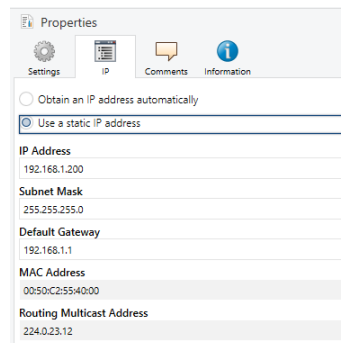 Properties
Settings IP Comments Information
Obtain an IP address automatically
Use a static IP address
IP Address
192.168.1.200
Subnet Mask
255.255.255.0
Default Gateway
192.168.1.1
MAC Address
00:50:C2:55:40:00
Routing Multicast Address
224.0.23.12